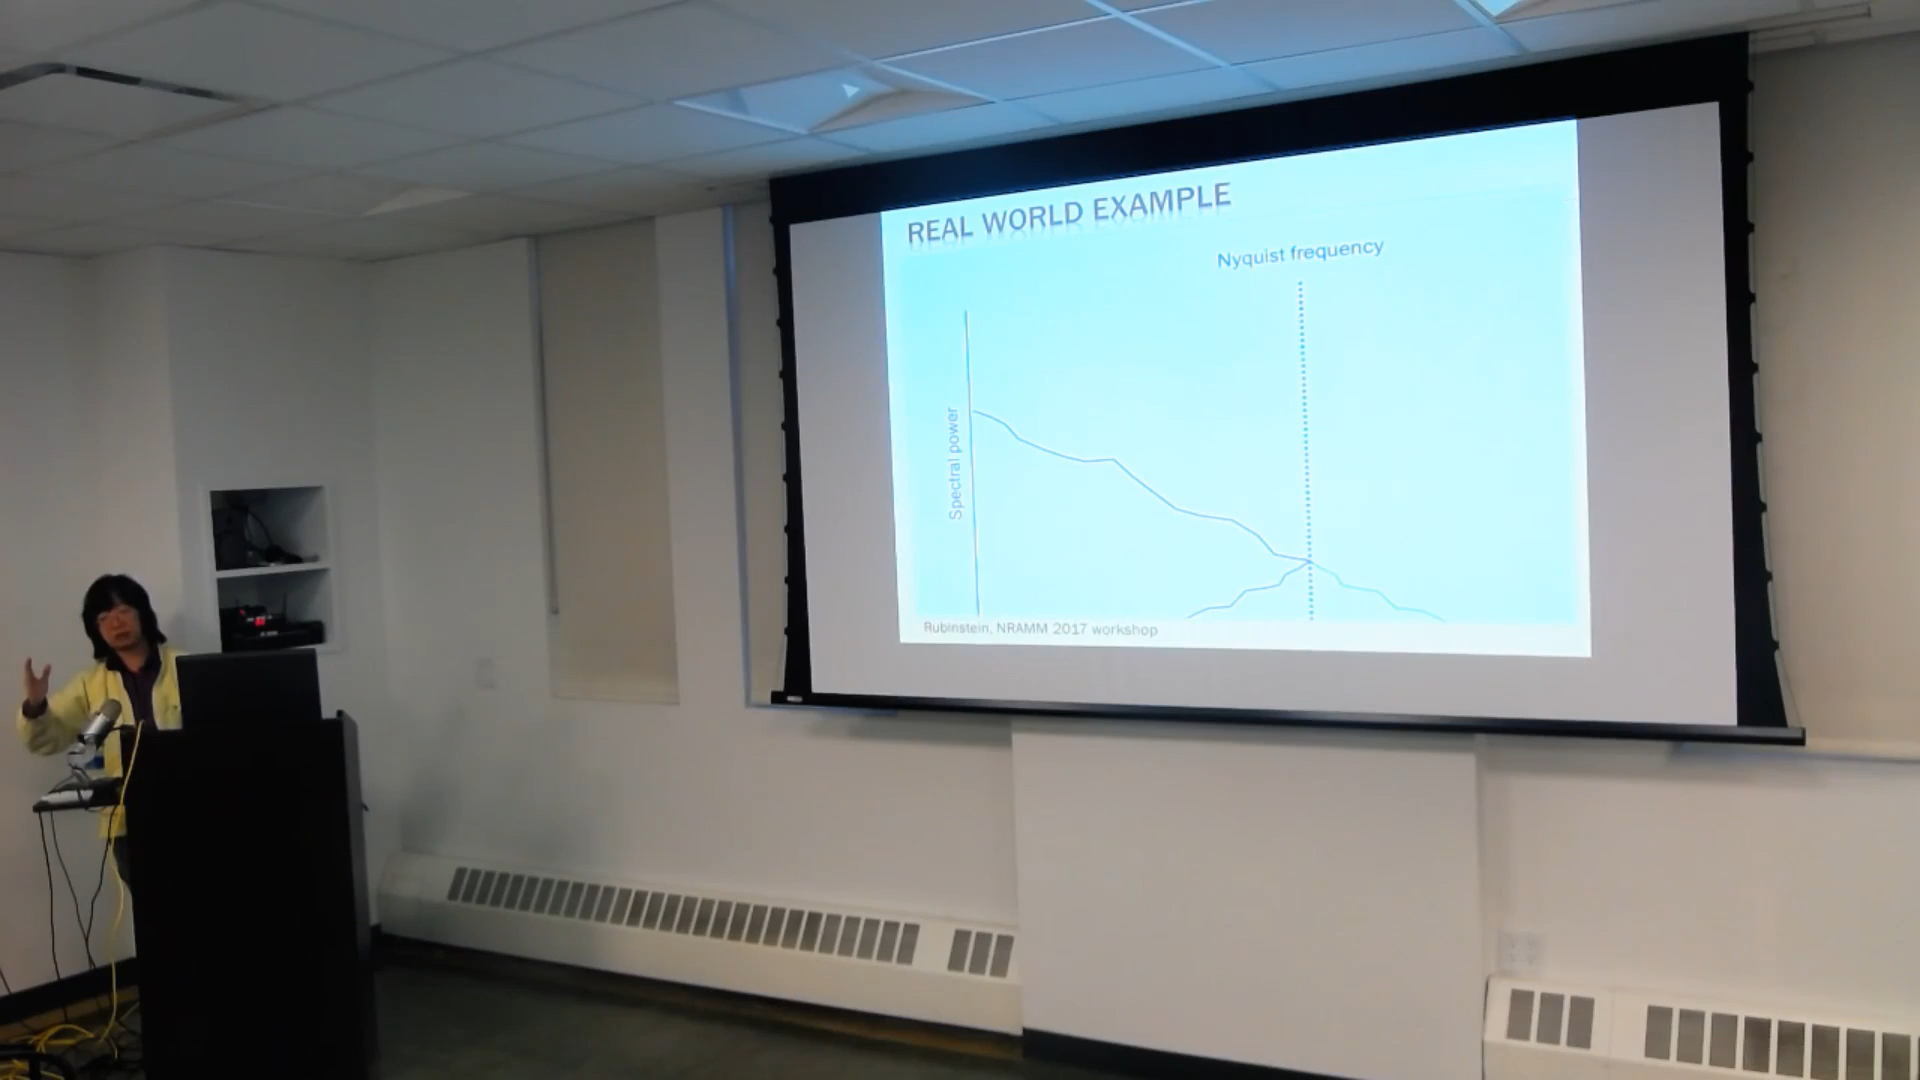 REAL WORLD EXAMPLE
Nyquist frequency
Spectral power
Rubinstein, NRAMM 2017 workshop